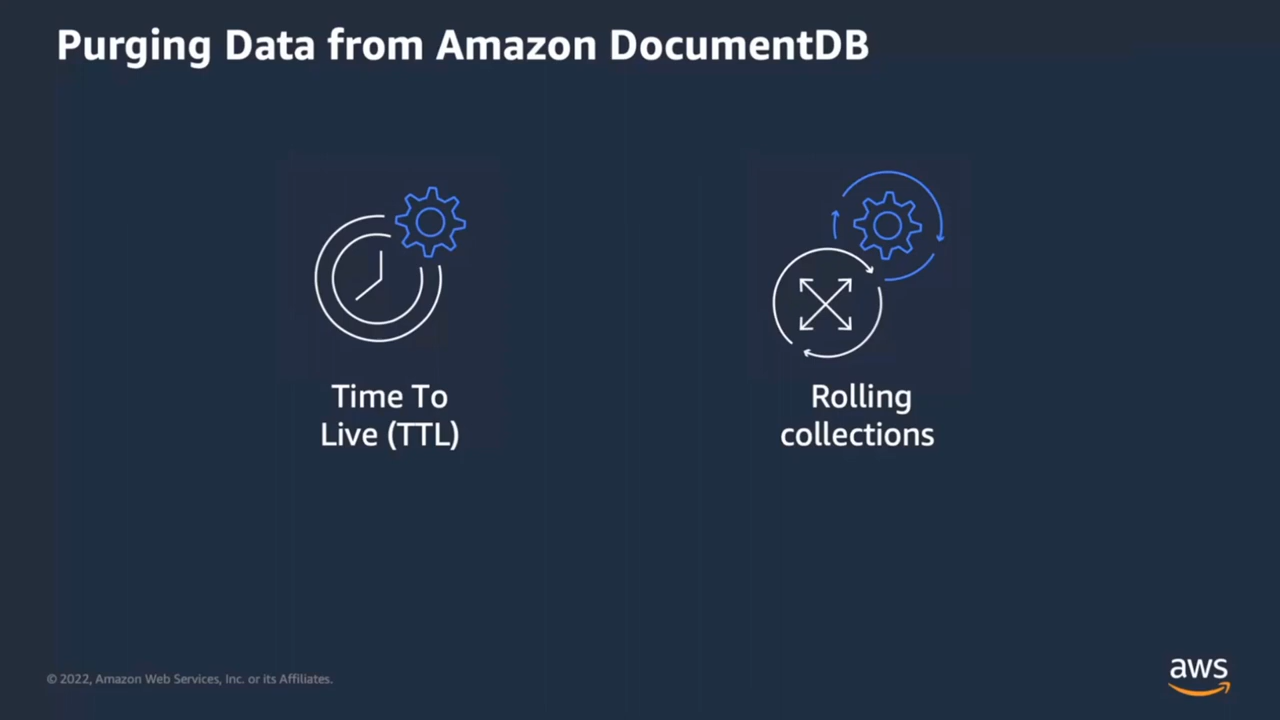 Purging Data from Amazon DocumentDB
Time To
Live (TTL)
Rolling
collections
© 2022, Amazon Web Services, Inc. or its Affiliates.
aws